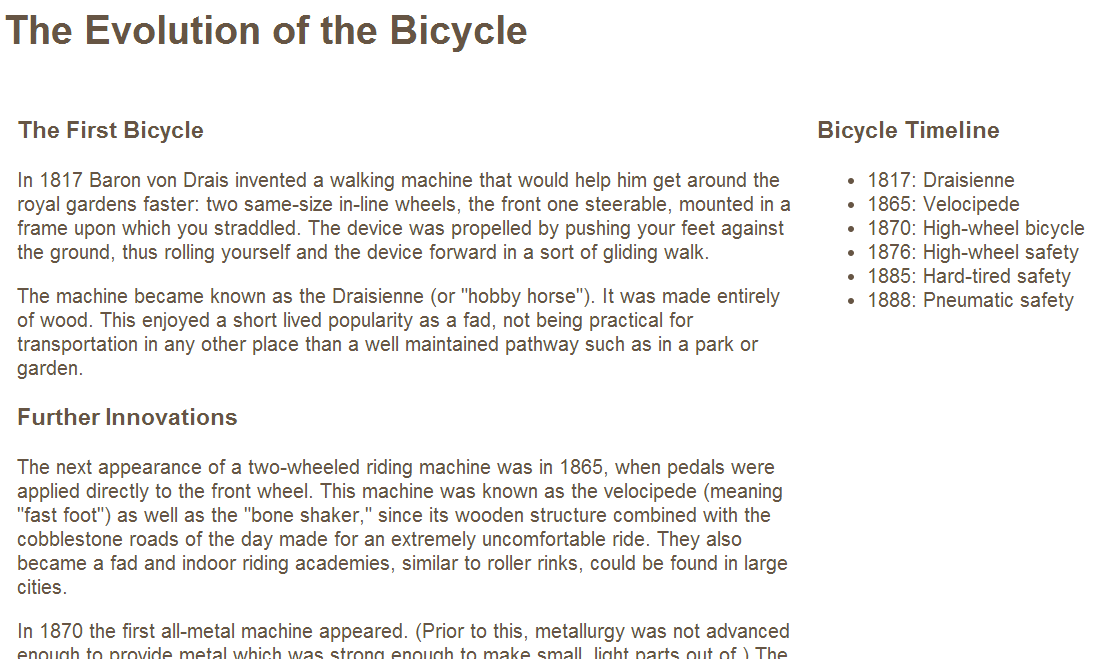 The Evolution of the Bicycle
The First Bicycle
In 1817 Baron von Drais invented a walking machine that would help him get around the
royal gardens faster: two same-size in-line wheels, the front one steerable, mounted in a
frame upon which you straddled. The device was propelled by pushing your feet against
the ground, thus rolling yourself and the device forward in a sort of gliding walk.
The machine became known as the Draisienne (or "hobby horse"). It was made entirely
of wood. This enjoyed a short lived popularity as a fad, not being practical for
transportation in any other place than a well maintained pathway such as in a park or
garden.
Further Innovations
The next appearance of a two-wheeled riding machine was in 1865, when pedals were
applied directly to the front wheel. This machine was known as the velocipede (meaning
"fast foot") as well as the "bone shaker," since its wooden structure combined with the
cobblestone roads of the day made for an extremely uncomfortable ride. They also
became a fad and indoor riding academies, similar to roller rinks, could be found in large
cities.
In 1870 the first all-metal machine appeared. (Prior to this, metallurgy was not advanced
enough to provide metal which was strong enough to make small, light parts out of.) The
Bicycle Timeline
• 1817: Draisienne
• 1865: Velocipede
• 1870: High-wheel bicycle
• 1876: High-wheel safety
• 1885: Hard-tired safety
• 1888: Pneumatic safety